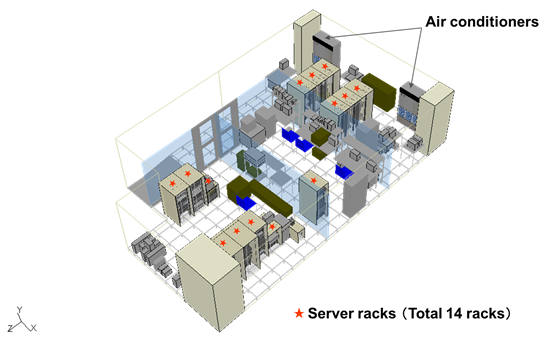 Air conditioners
Y
Z
X
★ Server racks （Total 14 racks）